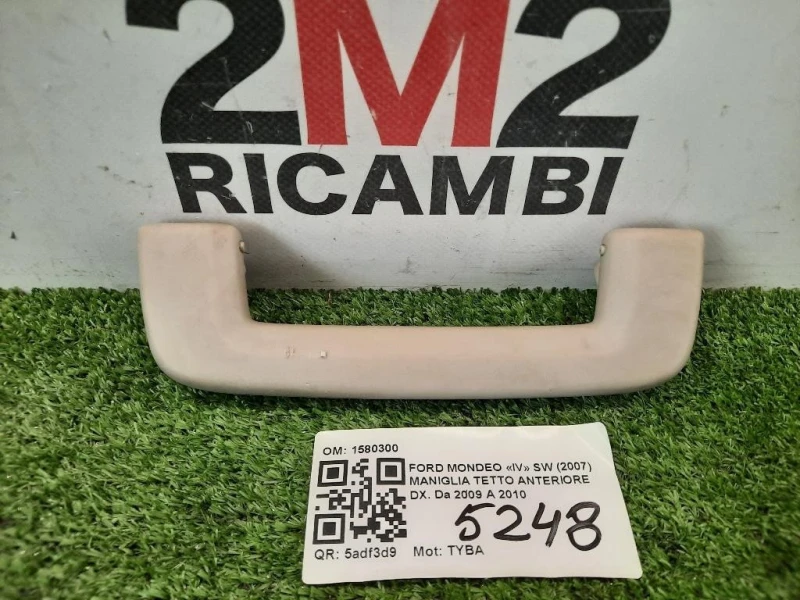 2M2
RICAMBI
OM: 1580300
FORD MONDEO «IV» SW (2007)
MANIGLIA TETTO ANTERIORE
DX. Da 2009 A 2010
5248
QR: 5adf3d9 Mot: TYBA